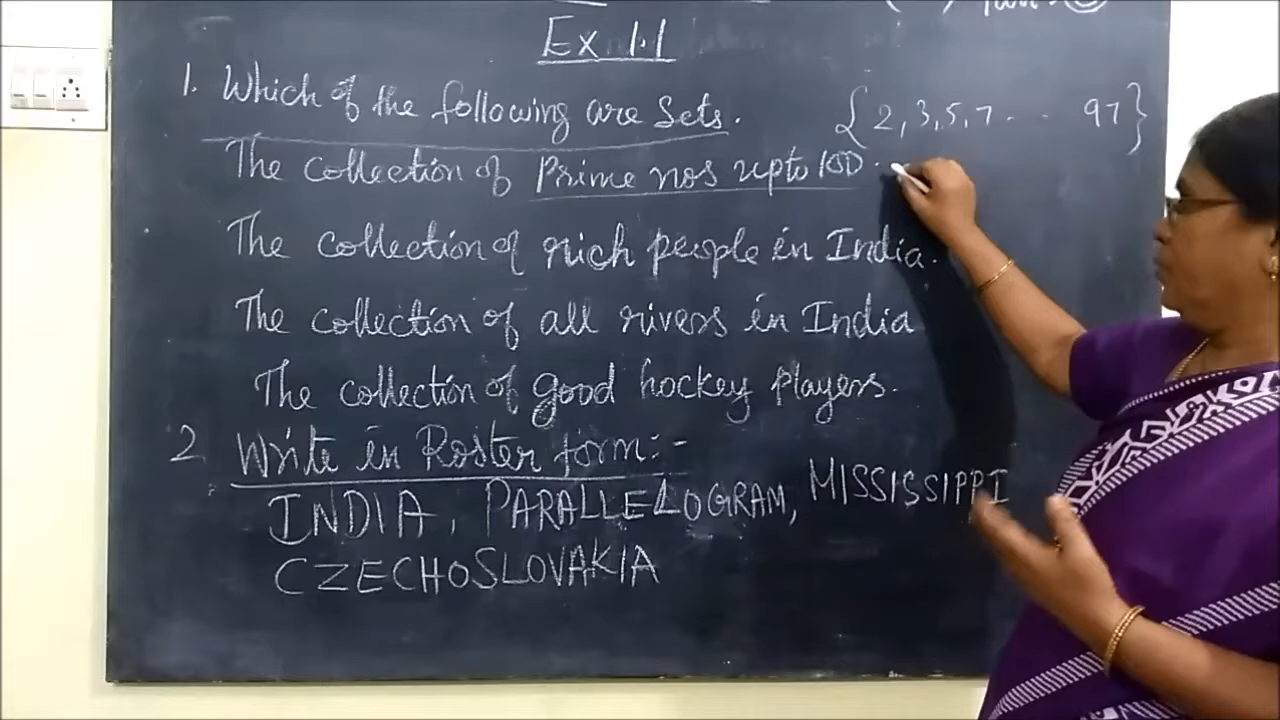 Ex 1.1
1. Which of the following are Sets.
{2, 3, 5, 7 - - - 97}
The collection of Prime nos upto 100.
The collection of rich people in India.
The collection of all rivers in India
The collection of good hockey players.
2 Write in Roster form:-
INDIA, PARALLELOGRAM, MISSISSIPPI
CZECHOSLOVAKIA